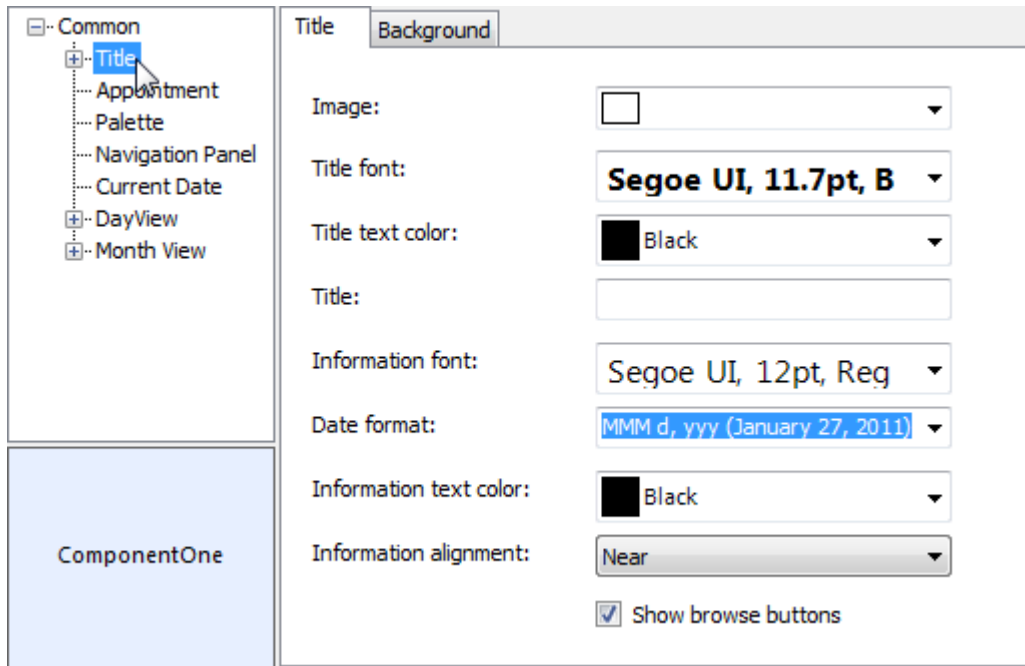 Common
Title
Appointment
Palette
Navigation Panel
Current Date
DayView
Month View
ComponentOne
Title Background
Image:
Title font: Segoe UI, 11.7pt, B
Title text color: Black
Title:
Information font: Segoe UI, 12pt, Reg
Date format: MMM d, yyy (January 27, 2011)
Information text color: Black
Information alignment: Near
Show browse buttons